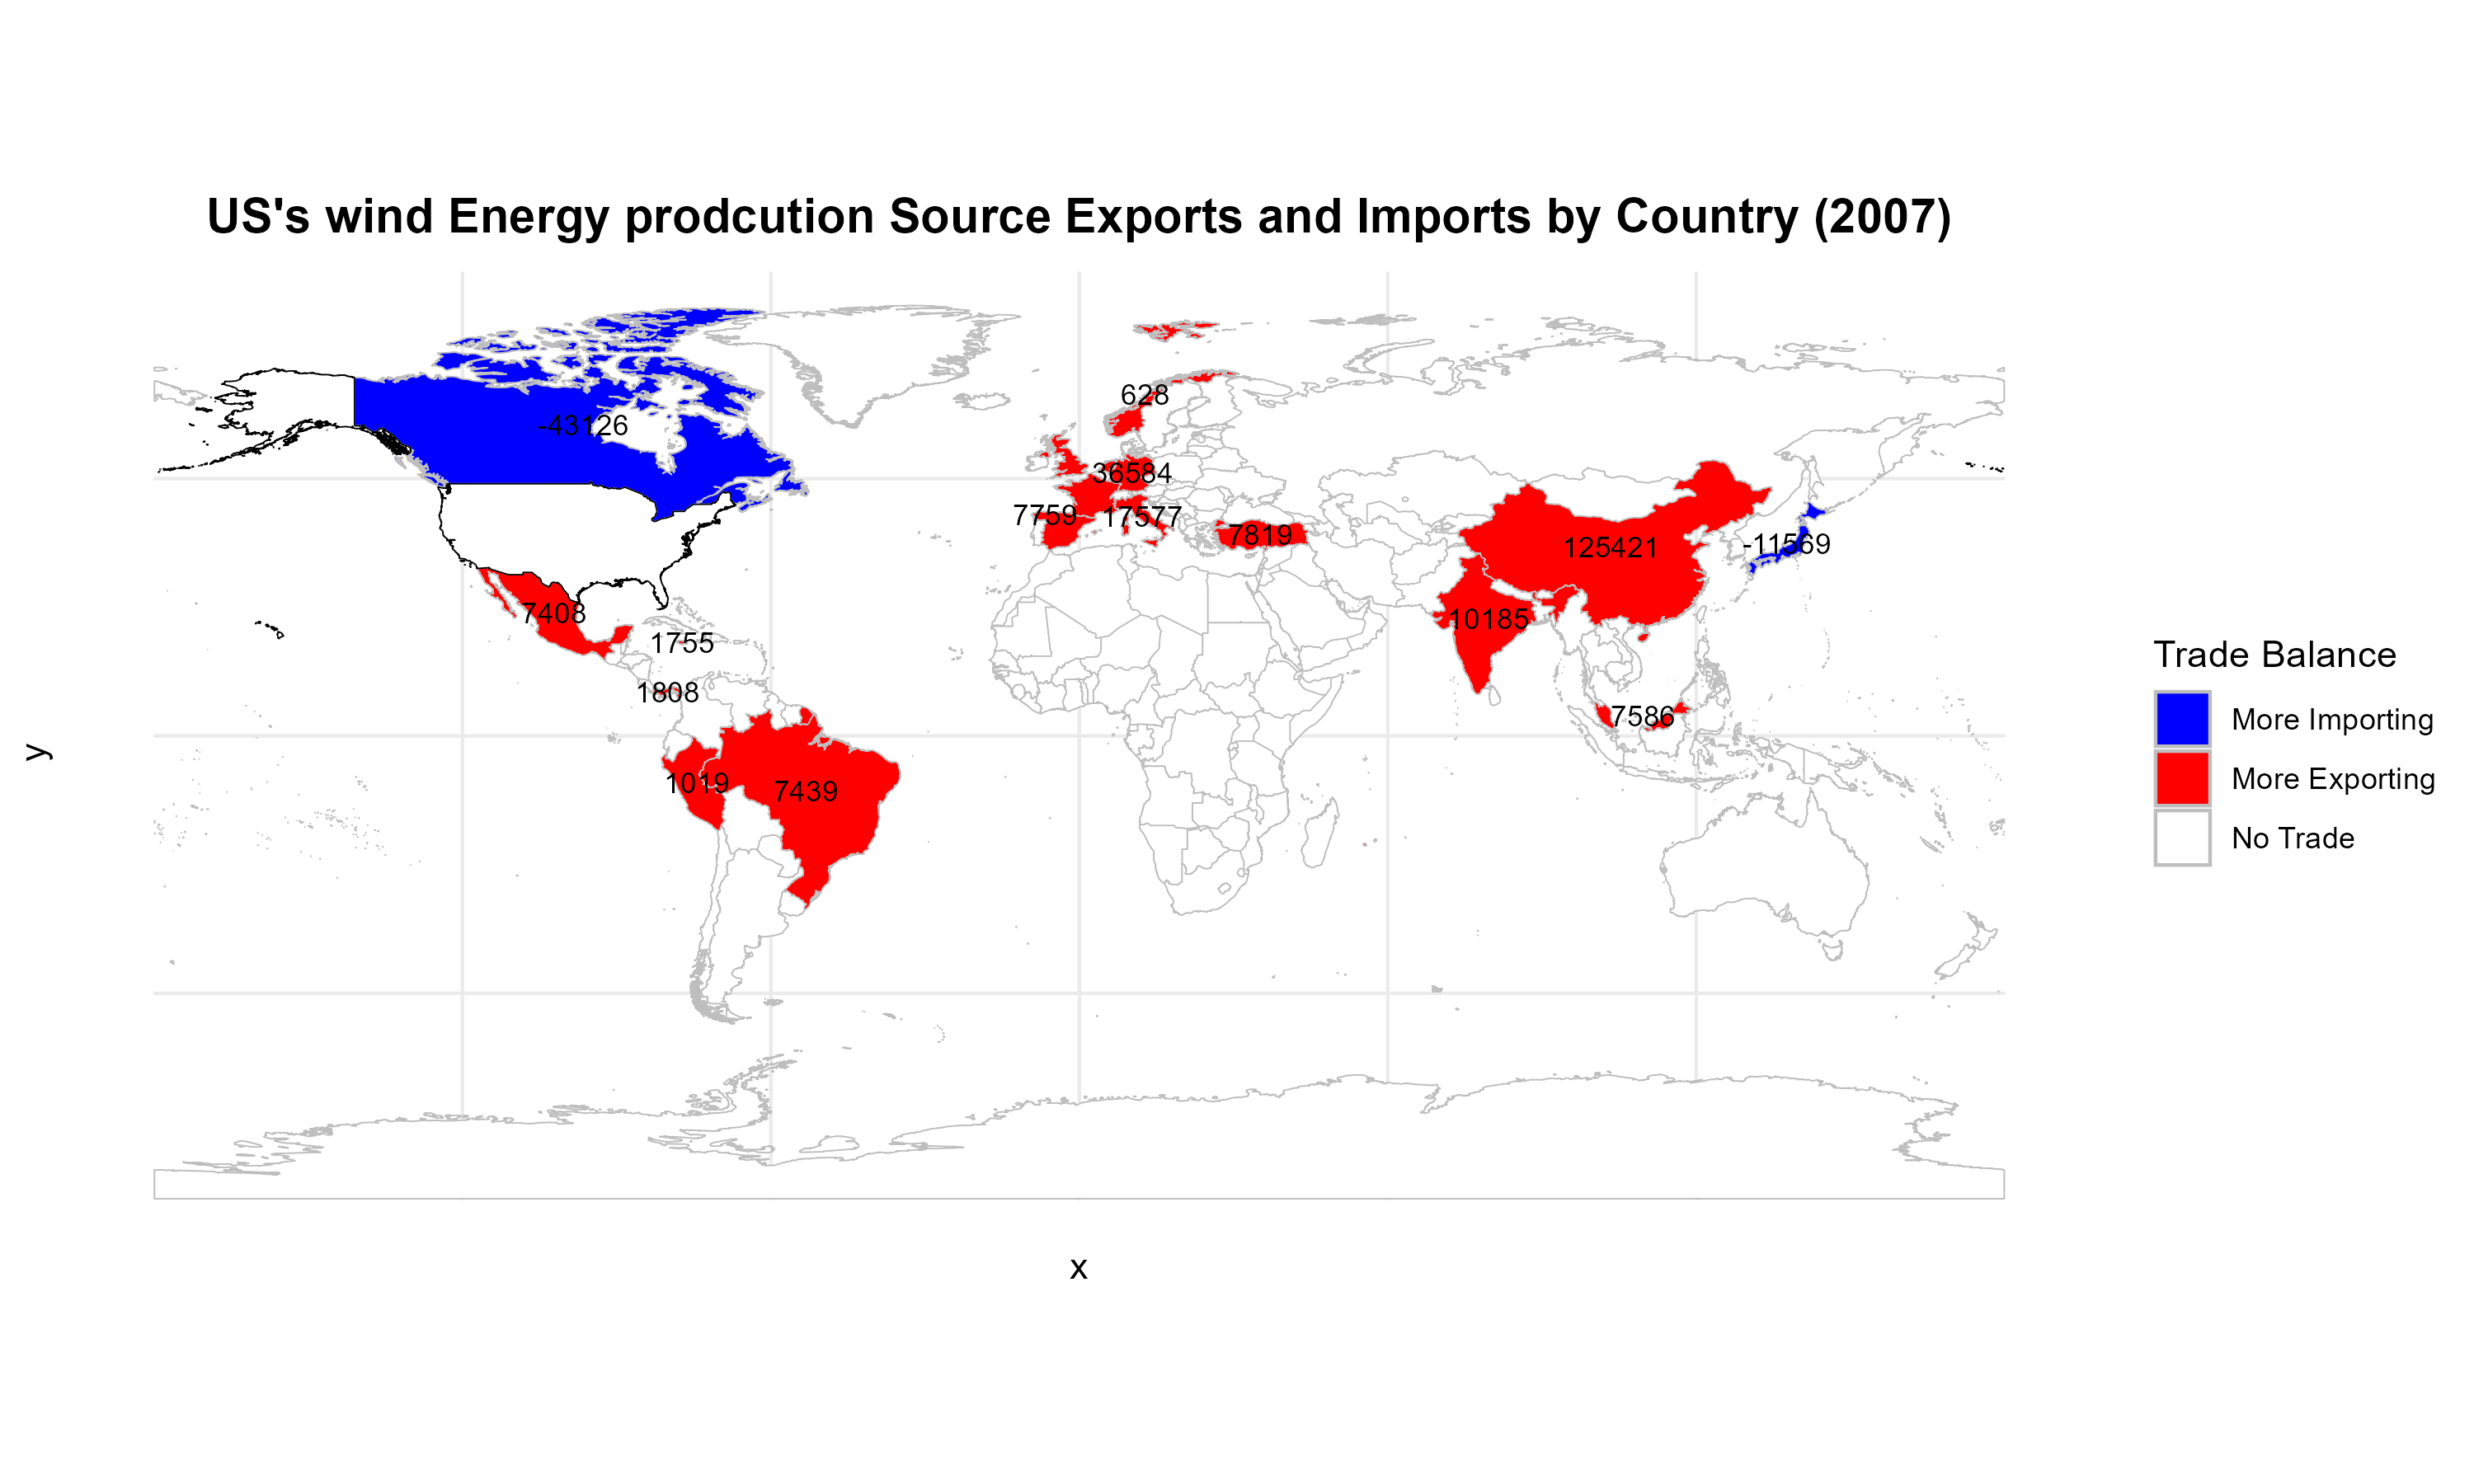 US's wind Energy prodcution Source Exports and Imports by Country (2007)
628
-43126
36584
7759
17577
7819
125421
-11569
7408
10185
1755
1808
7586
1019
7439
Trade Balance
More Importing
More Exporting
No Trade
y
x